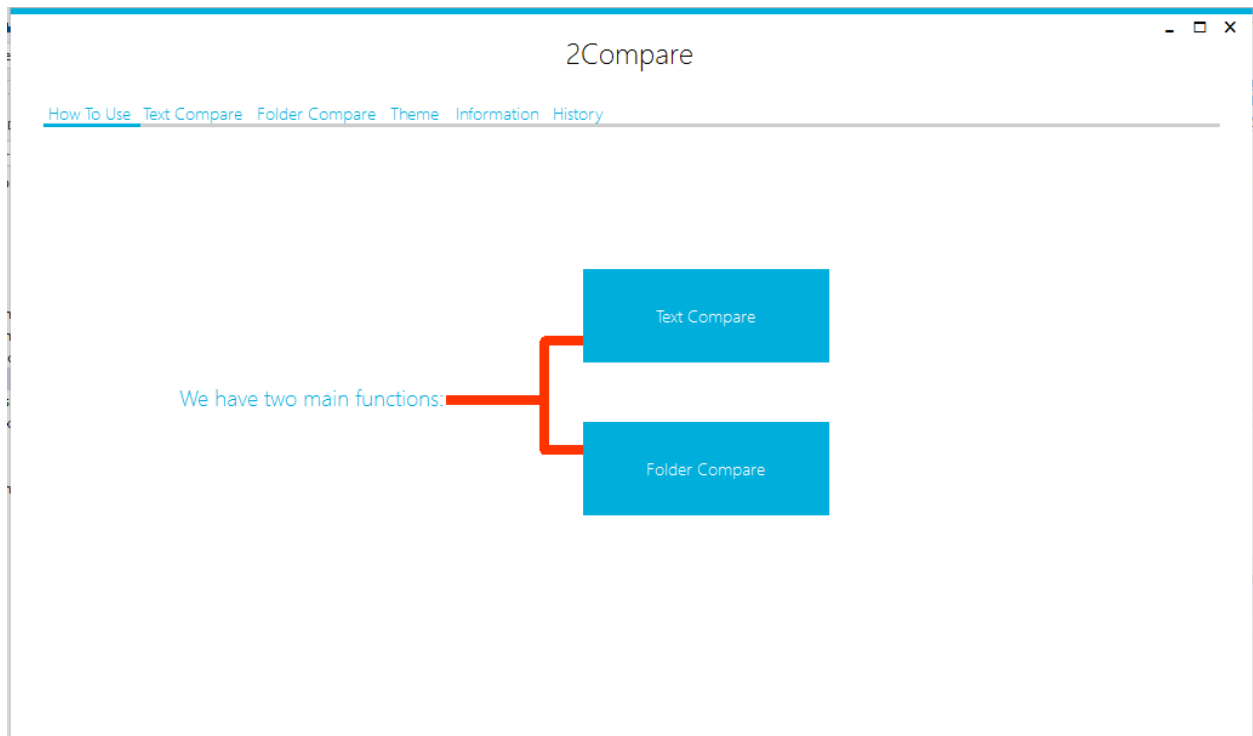 2Compare
How To Use Text Compare Folder Compare Theme Information History
Text Compare
We have two main functions:
Folder Compare